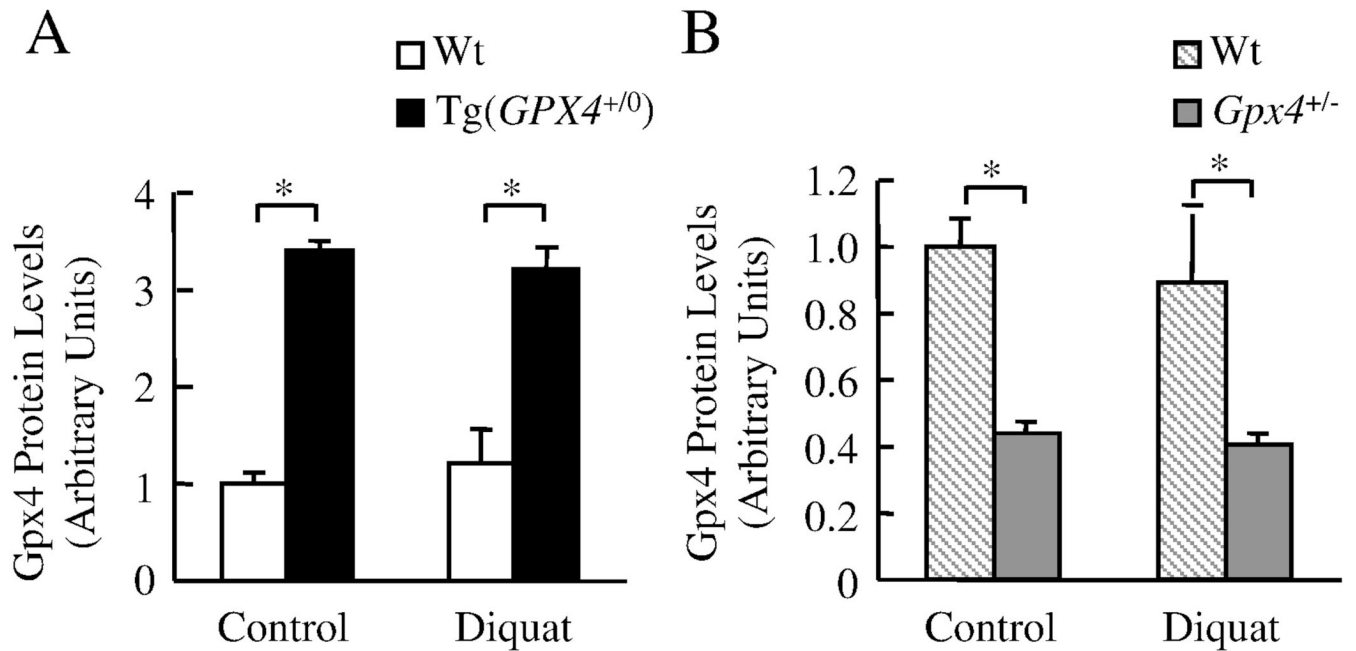 A
Wt
Tg(GPX4+/0)
Gpx4 Protein Levels
(Arbitrary Units)
4
3
2
1
0
*
*
Control
Diquat
B
Wt
Gpx4+/-
Gpx4 Protein Levels
(Arbitrary Units)
1.2
1.0
0.8
0.6
0.4
0.2
0
*
*
Control
Diquat